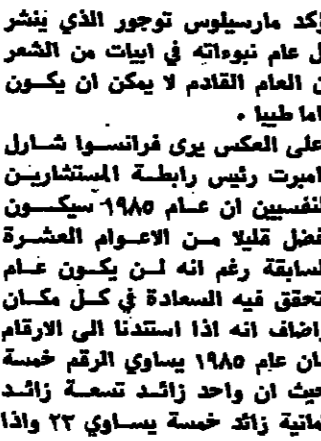 ؤكد مارسيلوس توجور الذي ينشر
ل عام نبوءاته في ابيات من الشعر
ن العام القادم لا يمكن ان يكون
اما طيبا .
على العكس يرى فرانسوا شارل
امبرت رئيس رابطة المستشارين
لنفسيين ان عام ١٩٨٥ سيكون
فضل قليلا من الاعوام العشرة
لسابقة رغم انه لن يكون عام
تحقق فيه السعادة في كل مكان
اضاف انه اذا استندنا الى الارقام
ان عام ١٩٨٥ يساوي الرقم خمسة
حيث ان واحد زائد تسعة زائد
مانية زائد خمسة يساوي ٢٣ واذا